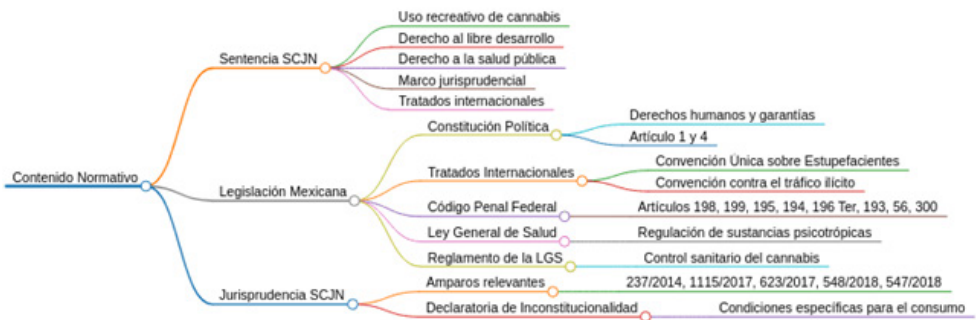 Contenido Normativo
Sentencia SCJN
Uso recreativo de cannabis
Derecho al libre desarrollo
Derecho a la salud pública
Marco jurisprudencial
Tratados internacionales
Legislación Mexicana
Constitución Política
Derechos humanos y garantías
Artículo 1 y 4
Tratados Internacionales
Convención Única sobre Estupefacientes
Convención contra el tráfico ilícito
Código Penal Federal
Artículos 198, 199, 195, 194, 196 Ter, 193, 56, 300
Ley General de Salud
Regulación de sustancias psicotrópicas
Reglamento de la LGS
Control sanitario del cannabis
Jurisprudencia SCJN
Amparos relevantes
237/2014, 1115/2017, 623/2017, 548/2018, 547/2018
Declaratoria de Inconstitucionalidad
Condiciones específicas para el consumo